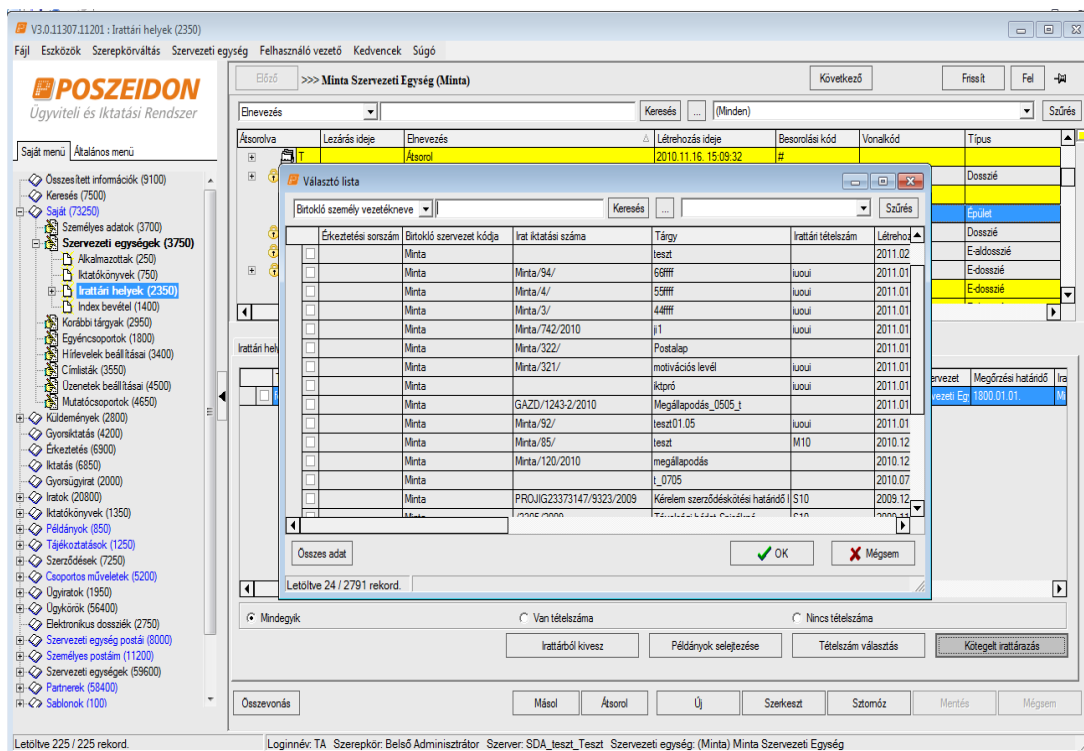 V3.0.11307.11201 : Irattári helyek (2350)
Fájl Eszközök Szerepkörváltás Szervezeti egység Felhasználó vezető Kedvencek Súgó
POSZEIDON
Ügyviteli és Iktatási Rendszer
Előző >>> Minta Szervezeti Egység (Minta) Következő Frissít Fel
Elnevezés Keresés ... (Minden) Szűrés
Saját menü Általános menü
Átsorolva Lezárás ideje Elnevezés Létrehozás ideje Besorolási kód Vonalkód Típus
T Átsorol 2010.11.16. 15:09:32 #
Dosszié
Épület
Dosszié
E-aldosszié
E-dosszié
E-dosszié
Összesített információk (9100)
Keresés (7500)
Saját (73250)
Személyes adatok (3700)
Szervezeti egységek (3750)
Alkalmazottak (250)
Iktatókönyvek (750)
Irattári helyek (2350)
Index bevétel (1400)
Korábbi tárgyak (2950)
Egyéncsoportok (1800)
Hírlevelek beállításai (3400)
Címlisták (3550)
Üzenetek beállításai (4500)
Mutatócsoportok (4650)
Küldemények (2800)
Gyorsiktatás (4200)
Érkeztetés (6900)
Iktatás (6850)
Gyorsügyirat (2000)
Iratok (20800)
Iktatókönyvek (1350)
Példányok (850)
Tájékoztatások (1250)
Szerződések (7250)
Csoportos műveletek (5200)
Ügyiratok (1950)
Ügykörök (56400)
Elektronikus dossziék (2750)
Szervezeti egység postái (8000)
Személyes postáim (11200)
Szervezeti egységek (59600)
Partnerek (58400)
Sablonok (100)
Választó lista
Birtokló személy vezetékneve Keresés ... Szűrés
Érkeztetési sorszám Birtokló szervezet kódja Irat iktatási száma Tárgy Irattári tételszám Létrehoz
Minta teszt 2011.02
Minta Minta/94/ 66ffff iuoui 2011.01
Minta Minta/4/ 55ffff iuoui 2011.01
Minta Minta/3/ 44ffff iuoui 2011.01
Minta Minta/742/2010 ji1 iuoui 2011.01
Minta Minta/322/ Postalap 2011.01
Minta Minta/321/ motivációs levél iuoui 2011.01
Minta iktpró iuoui 2011.01
Minta GAZD/1243-2/2010 Megállapodás_0505_t 2011.01
Minta Minta/92/ teszt01.05 iuoui 2011.01
Minta Minta/85/ teszt M10 2010.12
Minta Minta/120/2010 megállapodás 2010.12
Minta t_0705 2010.07
Minta PROJIG23373147/9323/2009 Kérelem szerződéskötési határidő l S10 2009.12
Összes adat OK Mégsem
Letöltve 24 / 2791 rekord.
Irattári hely
ervezet Megőrzési határidő Ira
vezeti Egy 1800.01.01. Mi
Mindegyik Van tételszáma Nincs tételszáma
Irattárból kivesz Példányok selejtezése Tételszám választás Kötegelt irattárazás
Összevonás Másol Átsorol Új Szerkeszt Sztornóz Mentés Mégsem
Letöltve 225 / 225 rekord. Loginnév: TA Szerepkör: Belső Adminisztrátor Szerver: SDA_teszt_Teszt Szervezeti egység: (Minta) Minta Szervezeti Egység